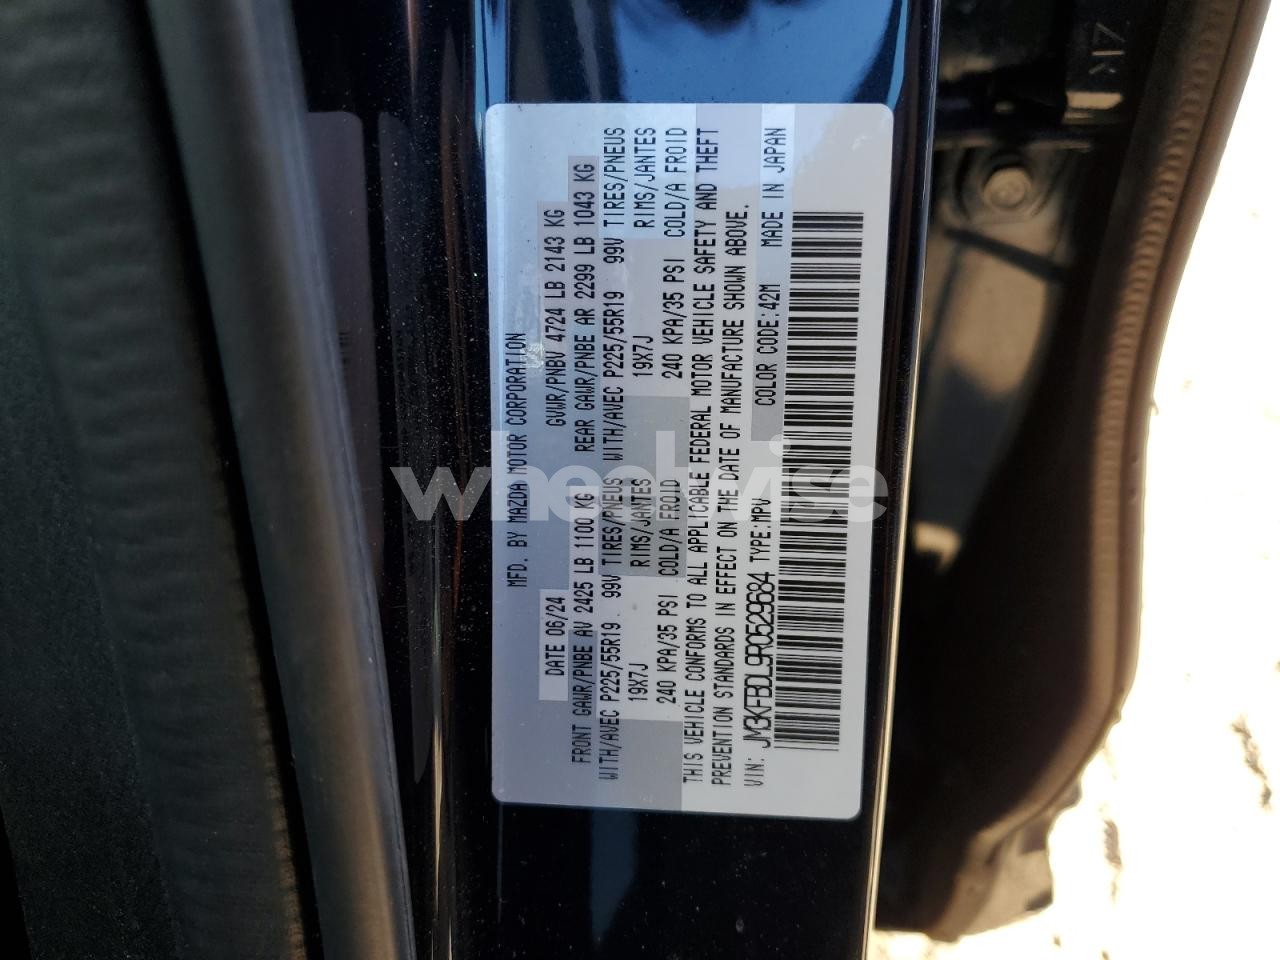 MFD. BY MAZDA MOTOR CORPORATION
DATE 06/24 GVWR/PNBV 4724 LB 2143 KG
FRONT GAWR/PNBE AV 2425 LB 1100 KG REAR GAWR/PNBE AR 2299 LB 1043 KG
WITH/AVEC P225/55R19 99V TIRES/PNEUS WITH/AVEC P225/55R19 99V TIRES/PNEUS
19X7J RIMS/JANTES 19X7J RIMS/JANTES
240 KPA/35 PSI COLD/A FROID 240 KPA/35 PSI COLD/A FROID
THIS VEHICLE CONFORMS TO ALL APPLICABLE FEDERAL MOTOR VEHICLE SAFETY AND THEFT
PREVENTION STANDARDS IN EFFECT ON THE DATE OF MANUFACTURE SHOWN ABOVE.
VIN: JM3KFBDL9R0529684 TYPE:MPV COLOR CODE:42M MADE IN JAPAN
wheelwise